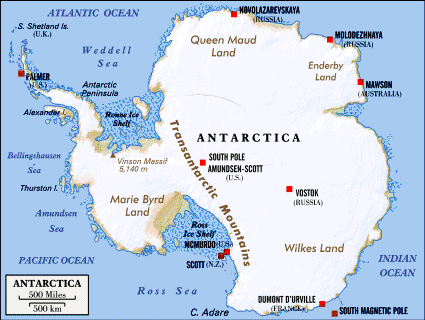 ATLANTIC OCEAN
NOVOLAZAREVSKAYA
(RUSSIA)
S. Shetland Is.
(U.K.)
Weddell
Sea
Queen Maud
Land
MOLODEZHNAYA
(RUSSIA)
Enderby
Land
PALMER
(U.S.)
Antarctic
Peninsula
MAWSON
(AUSTRALIA)
Alexander I.
Ronne Ice
Shelf
Transantarctic Mountains
ANTARCTICA
Bellingshausen
Sea
Vinson Massif
5,140 m
SOUTH POLE
AMUNDSEN-SCOTT
(U.S.)
Thurston I.
VOSTOK
(RUSSIA)
Marie Byrd
Land
Amundsen
Sea
Ross
Ice Shelf
MCMURDO (U.S.)
SCOTT (N.Z.)
Wilkes Land
PACIFIC OCEAN
INDIAN
OCEAN
ANTARCTICA
500 Miles
500 km
Ross Sea
C. Adare
DUMONT D'URVILLE
(FRANCE)
SOUTH MAGNETIC POLE